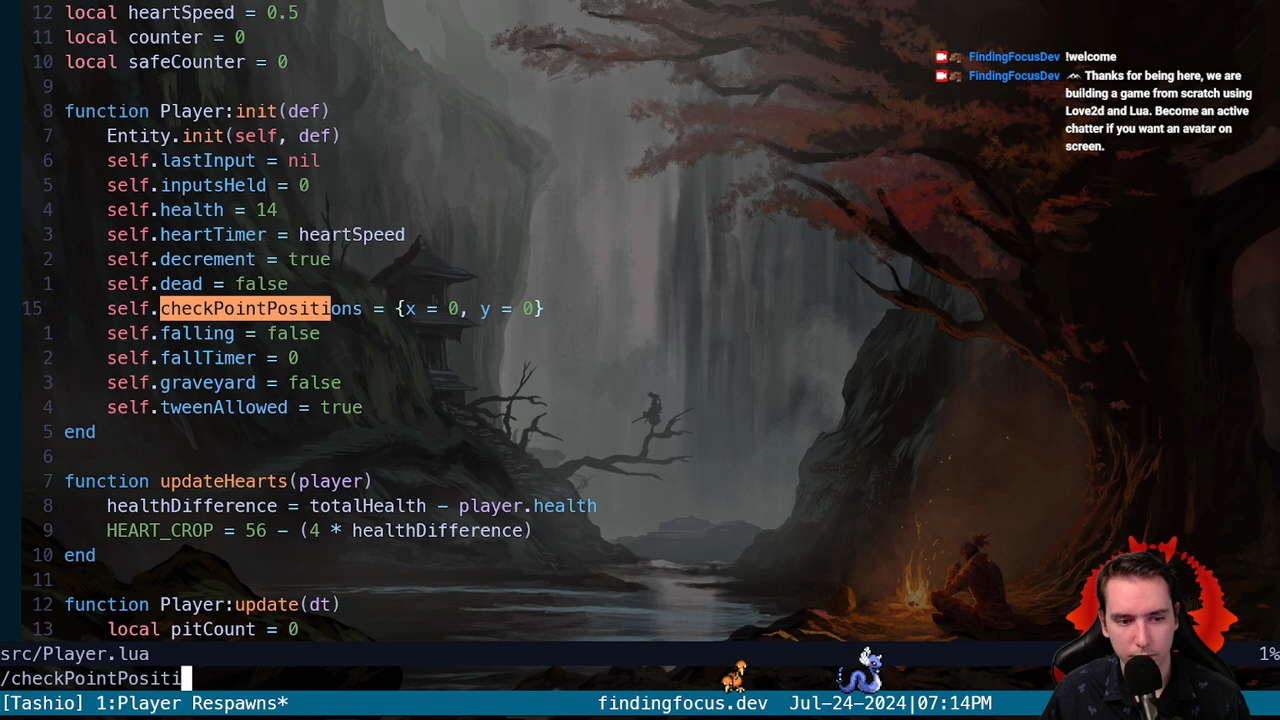 12 local heartSpeed = 0.5
11 local counter = 0
10 local safeCounter = 0
9
8 function Player:init(def)
7 Entity.init(self, def)
6 self.lastInput = nil
5 self.inputsHeld = 0
4 self.health = 14
3 self.heartTimer = heartSpeed
2 self.decrement = true
1 self.dead = false
15 self.checkPointPositions = {x = 0, y = 0}
1 self.falling = false
2 self.fallTimer = 0
3 self.graveyard = false
4 self.tweenAllowed = true
5 end
6
7 function updateHearts(player)
8 healthDifference = totalHealth - player.health
9 HEART_CROP = 56 - (4 * healthDifference)
10 end
11
12 function Player:update(dt)
13 local pitCount = 0
src/Player.lua 1%
/checkPointPositi
[Tashio] 1:Player Respawns* findingfocus.dev Jul-24-2024|07:14PM
FindingFocusDev !welcome
FindingFocusDev Thanks for being here, we are
building a game from scratch using
Love2d and Lua. Become an active
chatter if you want an avatar on
screen.